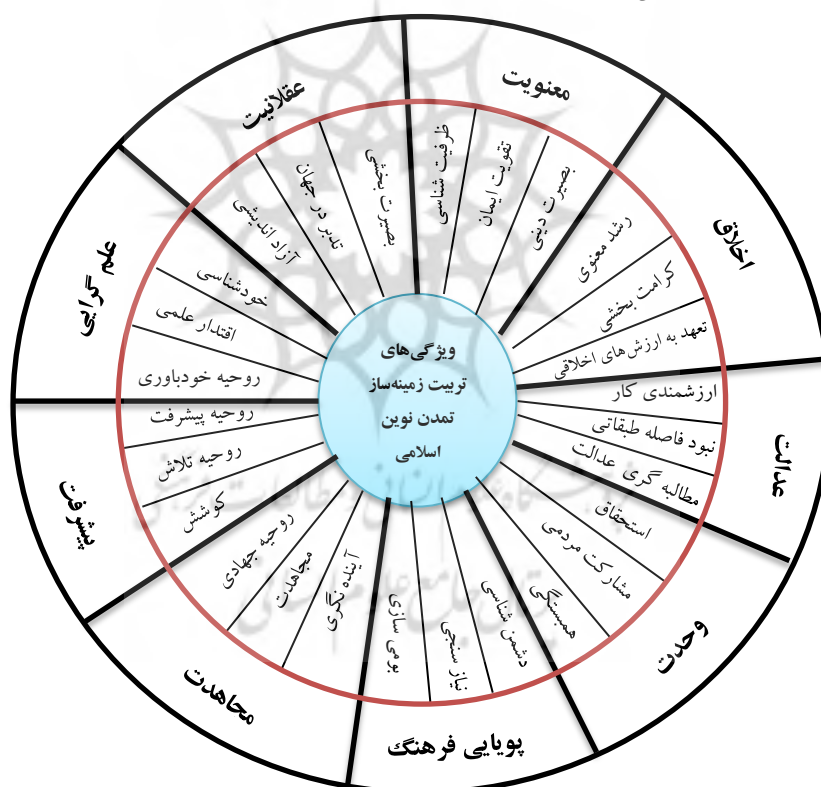 ویژگی‌های
تربیت زمینه‌ساز
تمدن نوین
اسلامی
معنویت
ظرفیت شناسی
تقویت ایمان
بصیرت دینی
اخلاق
رشد معنوی
کرامت بخشی
تعهد به ارزش‌های اخلاقی
عدالت
ارزشمندی کار
نبود فاصله طبقاتی
مطالبه گری عدالت
وحدت
استحقاق
مشارکت مردمی
همبستگی
پویایی فرهنگ
دشمن شناسی
نیاز سنجی
بومی سازی
مجاهدت
آینده نگری
مجاهدت
روحیه جهادی
پیشرفت
کوشش
روحیه تلاش
روحیه پیشرفت
علم گرایی
روحیه خودباوری
اقتدار علمی
خودشناسی
عقلانیت
آزاد اندیشی
تدبر در جهان
بصیرت بخشی